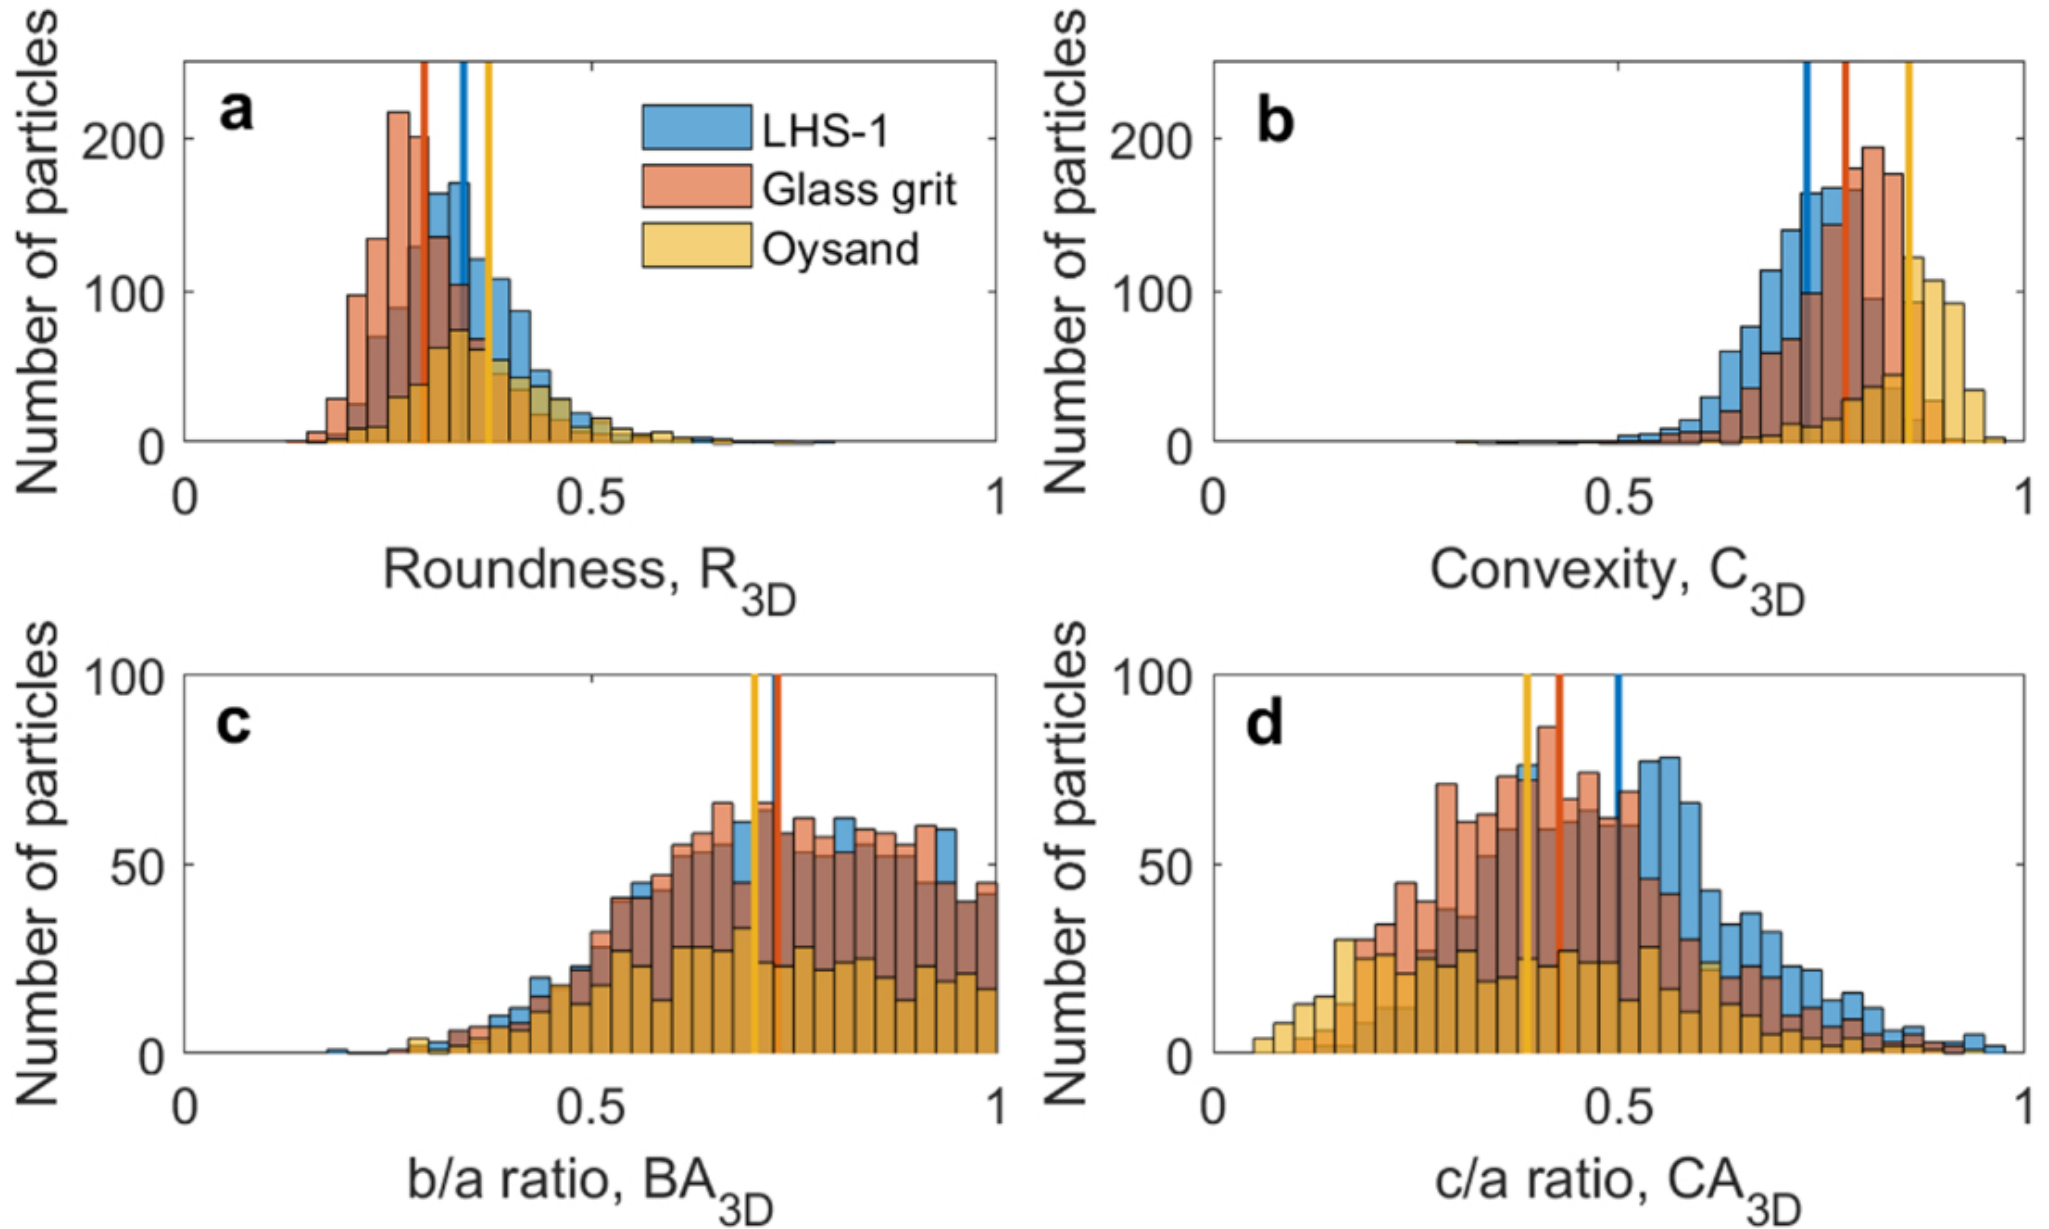 a
Number of particles
200
100
0
LHS-1
Glass grit
Oysand
0 0.5 1
Roundness, R3D
b
Number of particles
200
100
0
0 0.5 1
Convexity, C3D
c
Number of particles
100
50
0
0 0.5 1
b/a ratio, BA3D
d
Number of particles
100
50
0
0 0.5 1
c/a ratio, CA3D